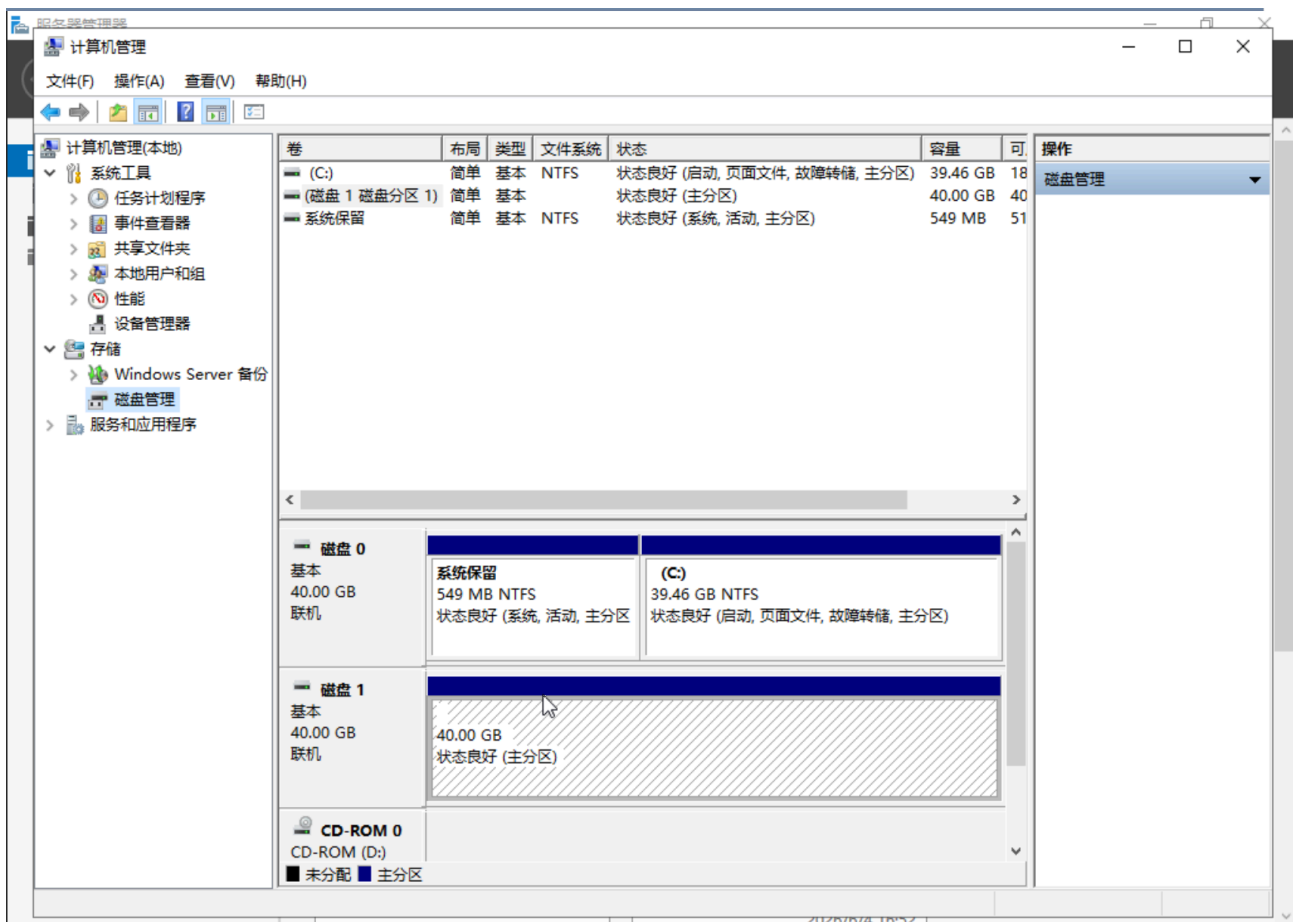 服务器管理器
计算机管理
文件(F) 操作(A) 查看(V) 帮助(H)
计算机管理(本地)
系统工具
任务计划程序
事件查看器
共享文件夹
本地用户和组
性能
设备管理器
存储
Windows Server 备份
磁盘管理
服务和应用程序
卷 布局 类型 文件系统 状态 容量 可
(C:) 简单 基本 NTFS 状态良好 (启动, 页面文件, 故障转储, 主分区) 39.46 GB 18
(磁盘 1 磁盘分区 1) 简单 基本 状态良好 (主分区) 40.00 GB 40
系统保留 简单 基本 NTFS 状态良好 (系统, 活动, 主分区) 549 MB 51
操作
磁盘管理
磁盘 0
基本
40.00 GB
联机
系统保留
549 MB NTFS
状态良好 (系统, 活动, 主分区
(C:)
39.46 GB NTFS
状态良好 (启动, 页面文件, 故障转储, 主分区)
磁盘 1
基本
40.00 GB
联机
40.00 GB
状态良好 (主分区)
CD-ROM 0
CD-ROM (D:)
未分配 主分区